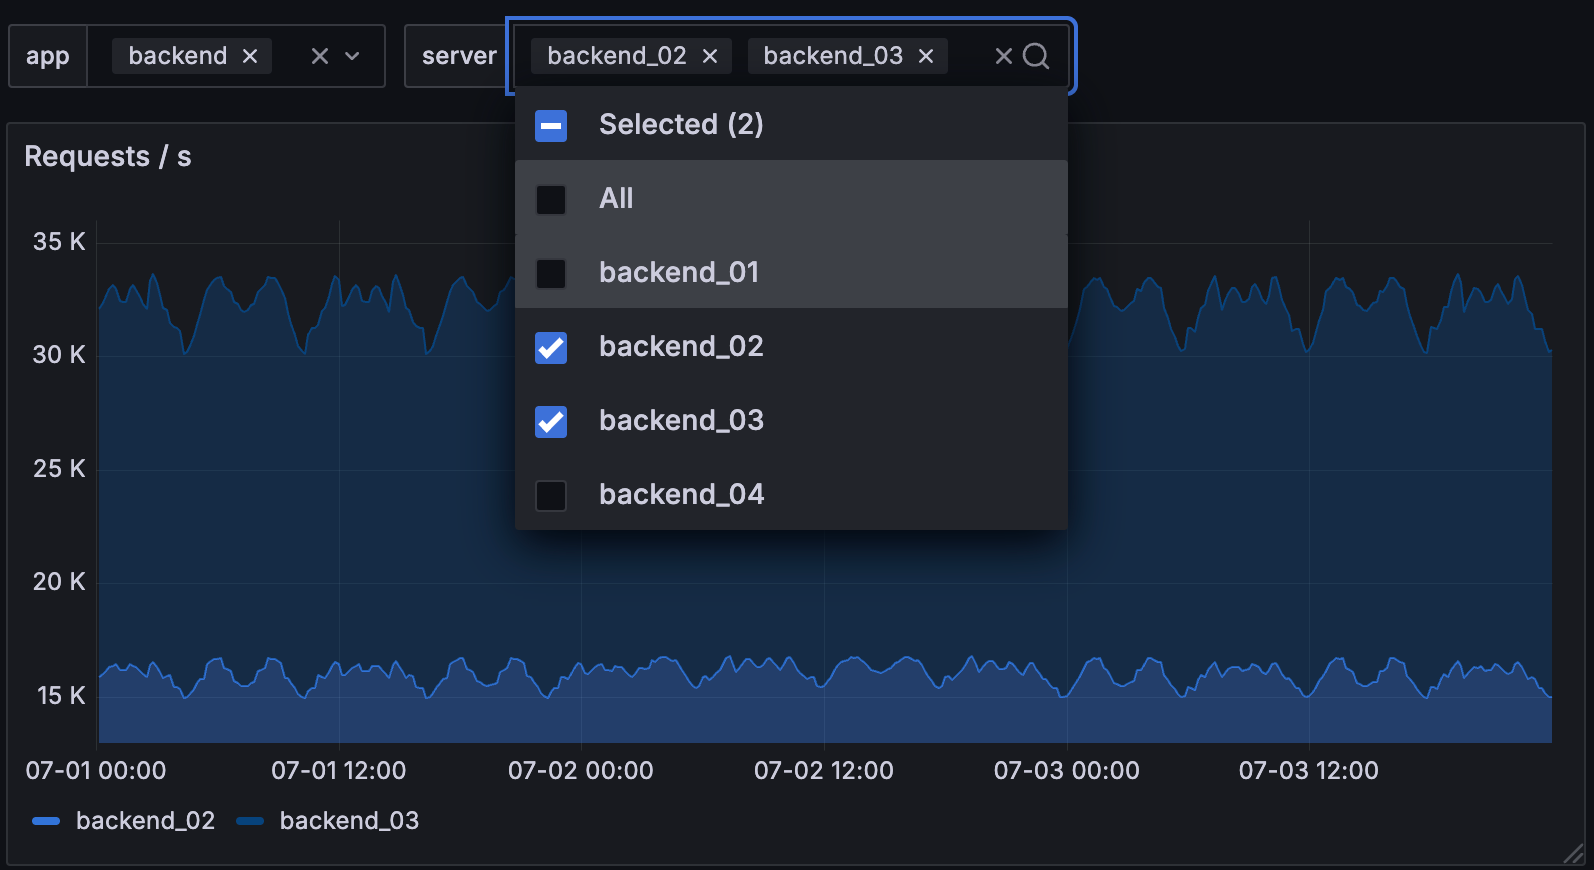 app backend server backend_02 backend_03
Selected (2)
Requests / s
All
35 K
backend_01
30 K
backend_02
backend_03
25 K
backend_04
20 K
15 K
07-01 00:00 07-01 12:00 07-02 00:00 07-02 12:00 07-03 00:00 07-03 12:00
backend_02 backend_03